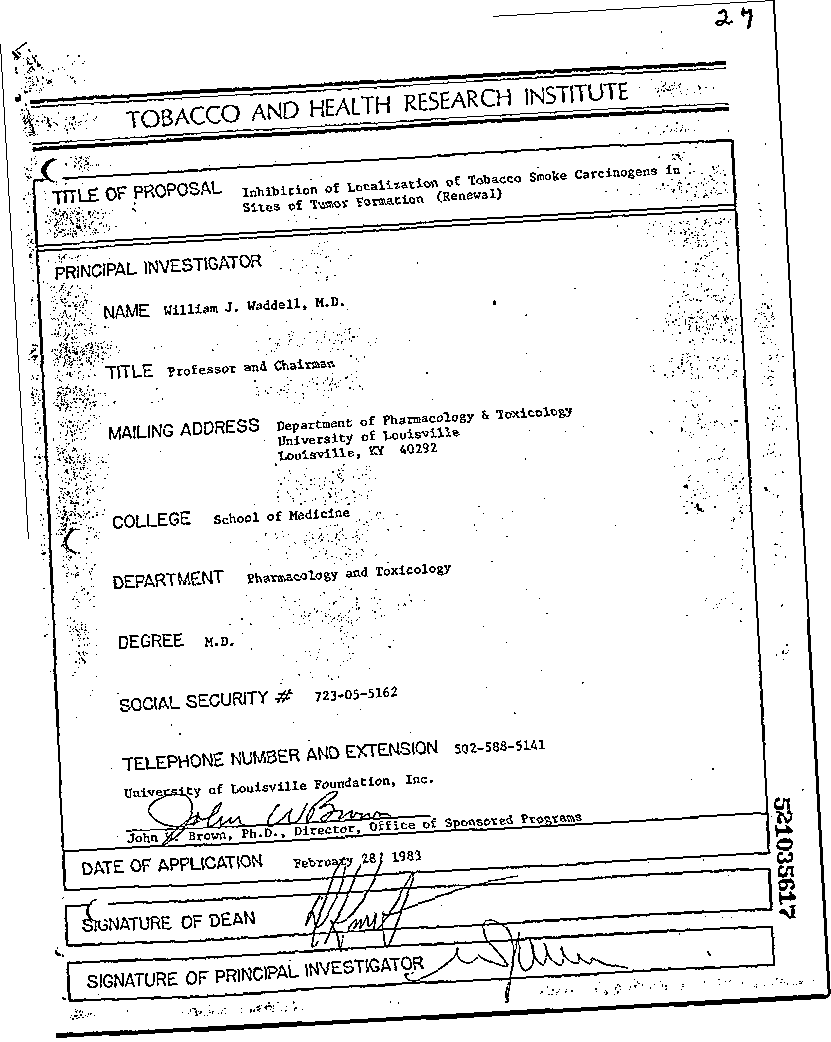 27
TOBACCO AND HEALTH RESEARCH INSTITUTE
TITLE OF PROPOSAL Inhibition of Localization of Tobacco Smoke Carcinogens in
Sites of Tumor Formation (Renewal)
PRINCIPAL INVESTIGATOR
NAME William J. Waddell, M.D.
TITLE Professor and Chairman
MAILING ADDRESS Department of Pharmacology & Toxicology
University of Louisville
Louisville, KY 40292
COLLEGE School of Medicine
DEPARTMENT Pharmacology and Toxicology
DEGREE M.D.
SOCIAL SECURITY # 723-05-5162
TELEPHONE NUMBER AND EXTENSION 502-588-5141
University of Louisville Foundation, Inc.
John W Brown
John W. Brown, Ph.D., Director, Office of Sponsored Programs
DATE OF APPLICATION February 28, 1983
SIGNATURE OF DEAN
SIGNATURE OF PRINCIPAL INVESTIGATOR
521035617